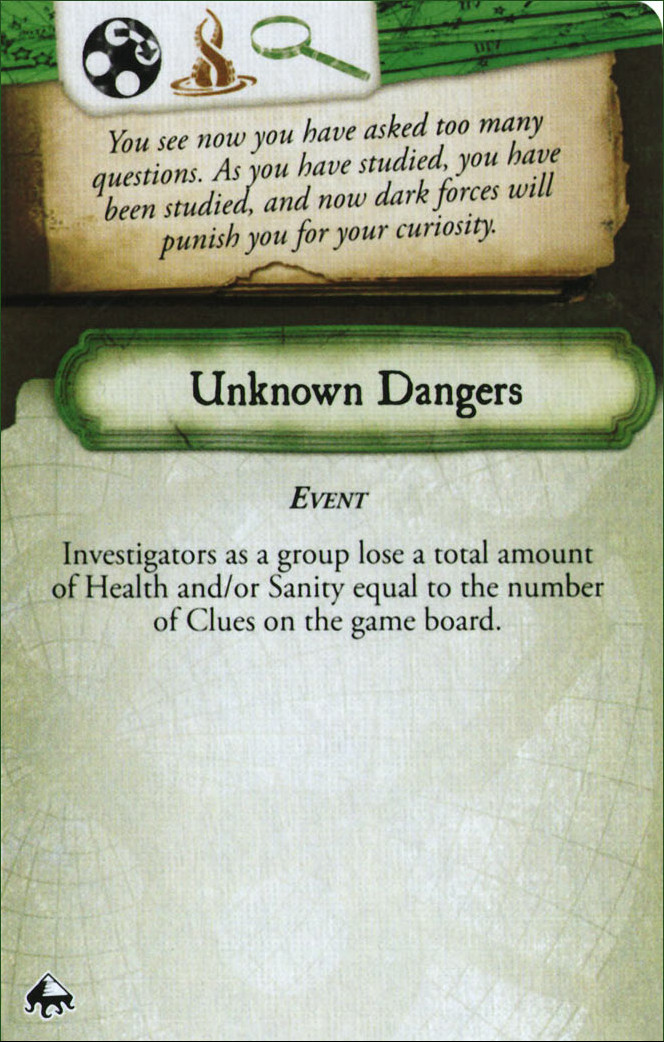 You see now you have asked too many
questions. As you have studied, you have
been studied, and now dark forces will
punish you for your curiosity.
Unknown Dangers
Event
Investigators as a group lose a total amount
of Health and/or Sanity equal to the number
of Clues on the game board.